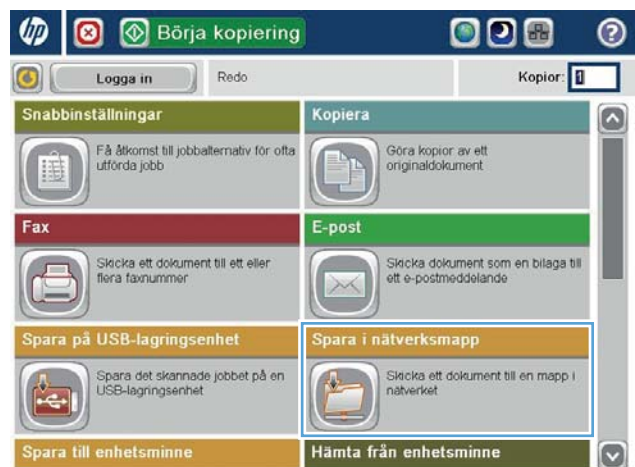 hp
Börja kopiering
?
Logga in
Redo
Kopior: 1
Snabbinställningar
Få åtkomst till jobbalternativ för ofta
utförda jobb
Kopiera
Göra kopior av ett
originaldokument
Fax
Skicka ett dokument till ett eller
flera faxnummer
E-post
Skicka dokument som en bilaga till
ett e-postmeddelande
Spara på USB-lagringsenhet
Spara det skannade jobbet på en
USB-lagringsenhet
Spara i nätverksmapp
Skicka ett dokument till en mapp i
nätverket
Spara till enhetsminne
Hämta från enhetsminne